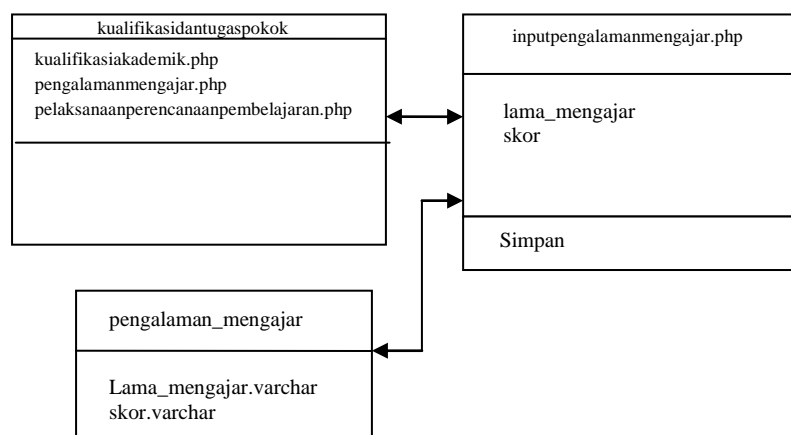 kualifikasidantugaspokok
kualifikasiakademik.php
pengalamanmengajar.php
pelaksanaanperencanaanpembelajaran.php
inputpengalamanmengajar.php
lama_mengajar
skor
Simpan
pengalaman_mengajar
Lama_mengajar.varchar
skor.varchar